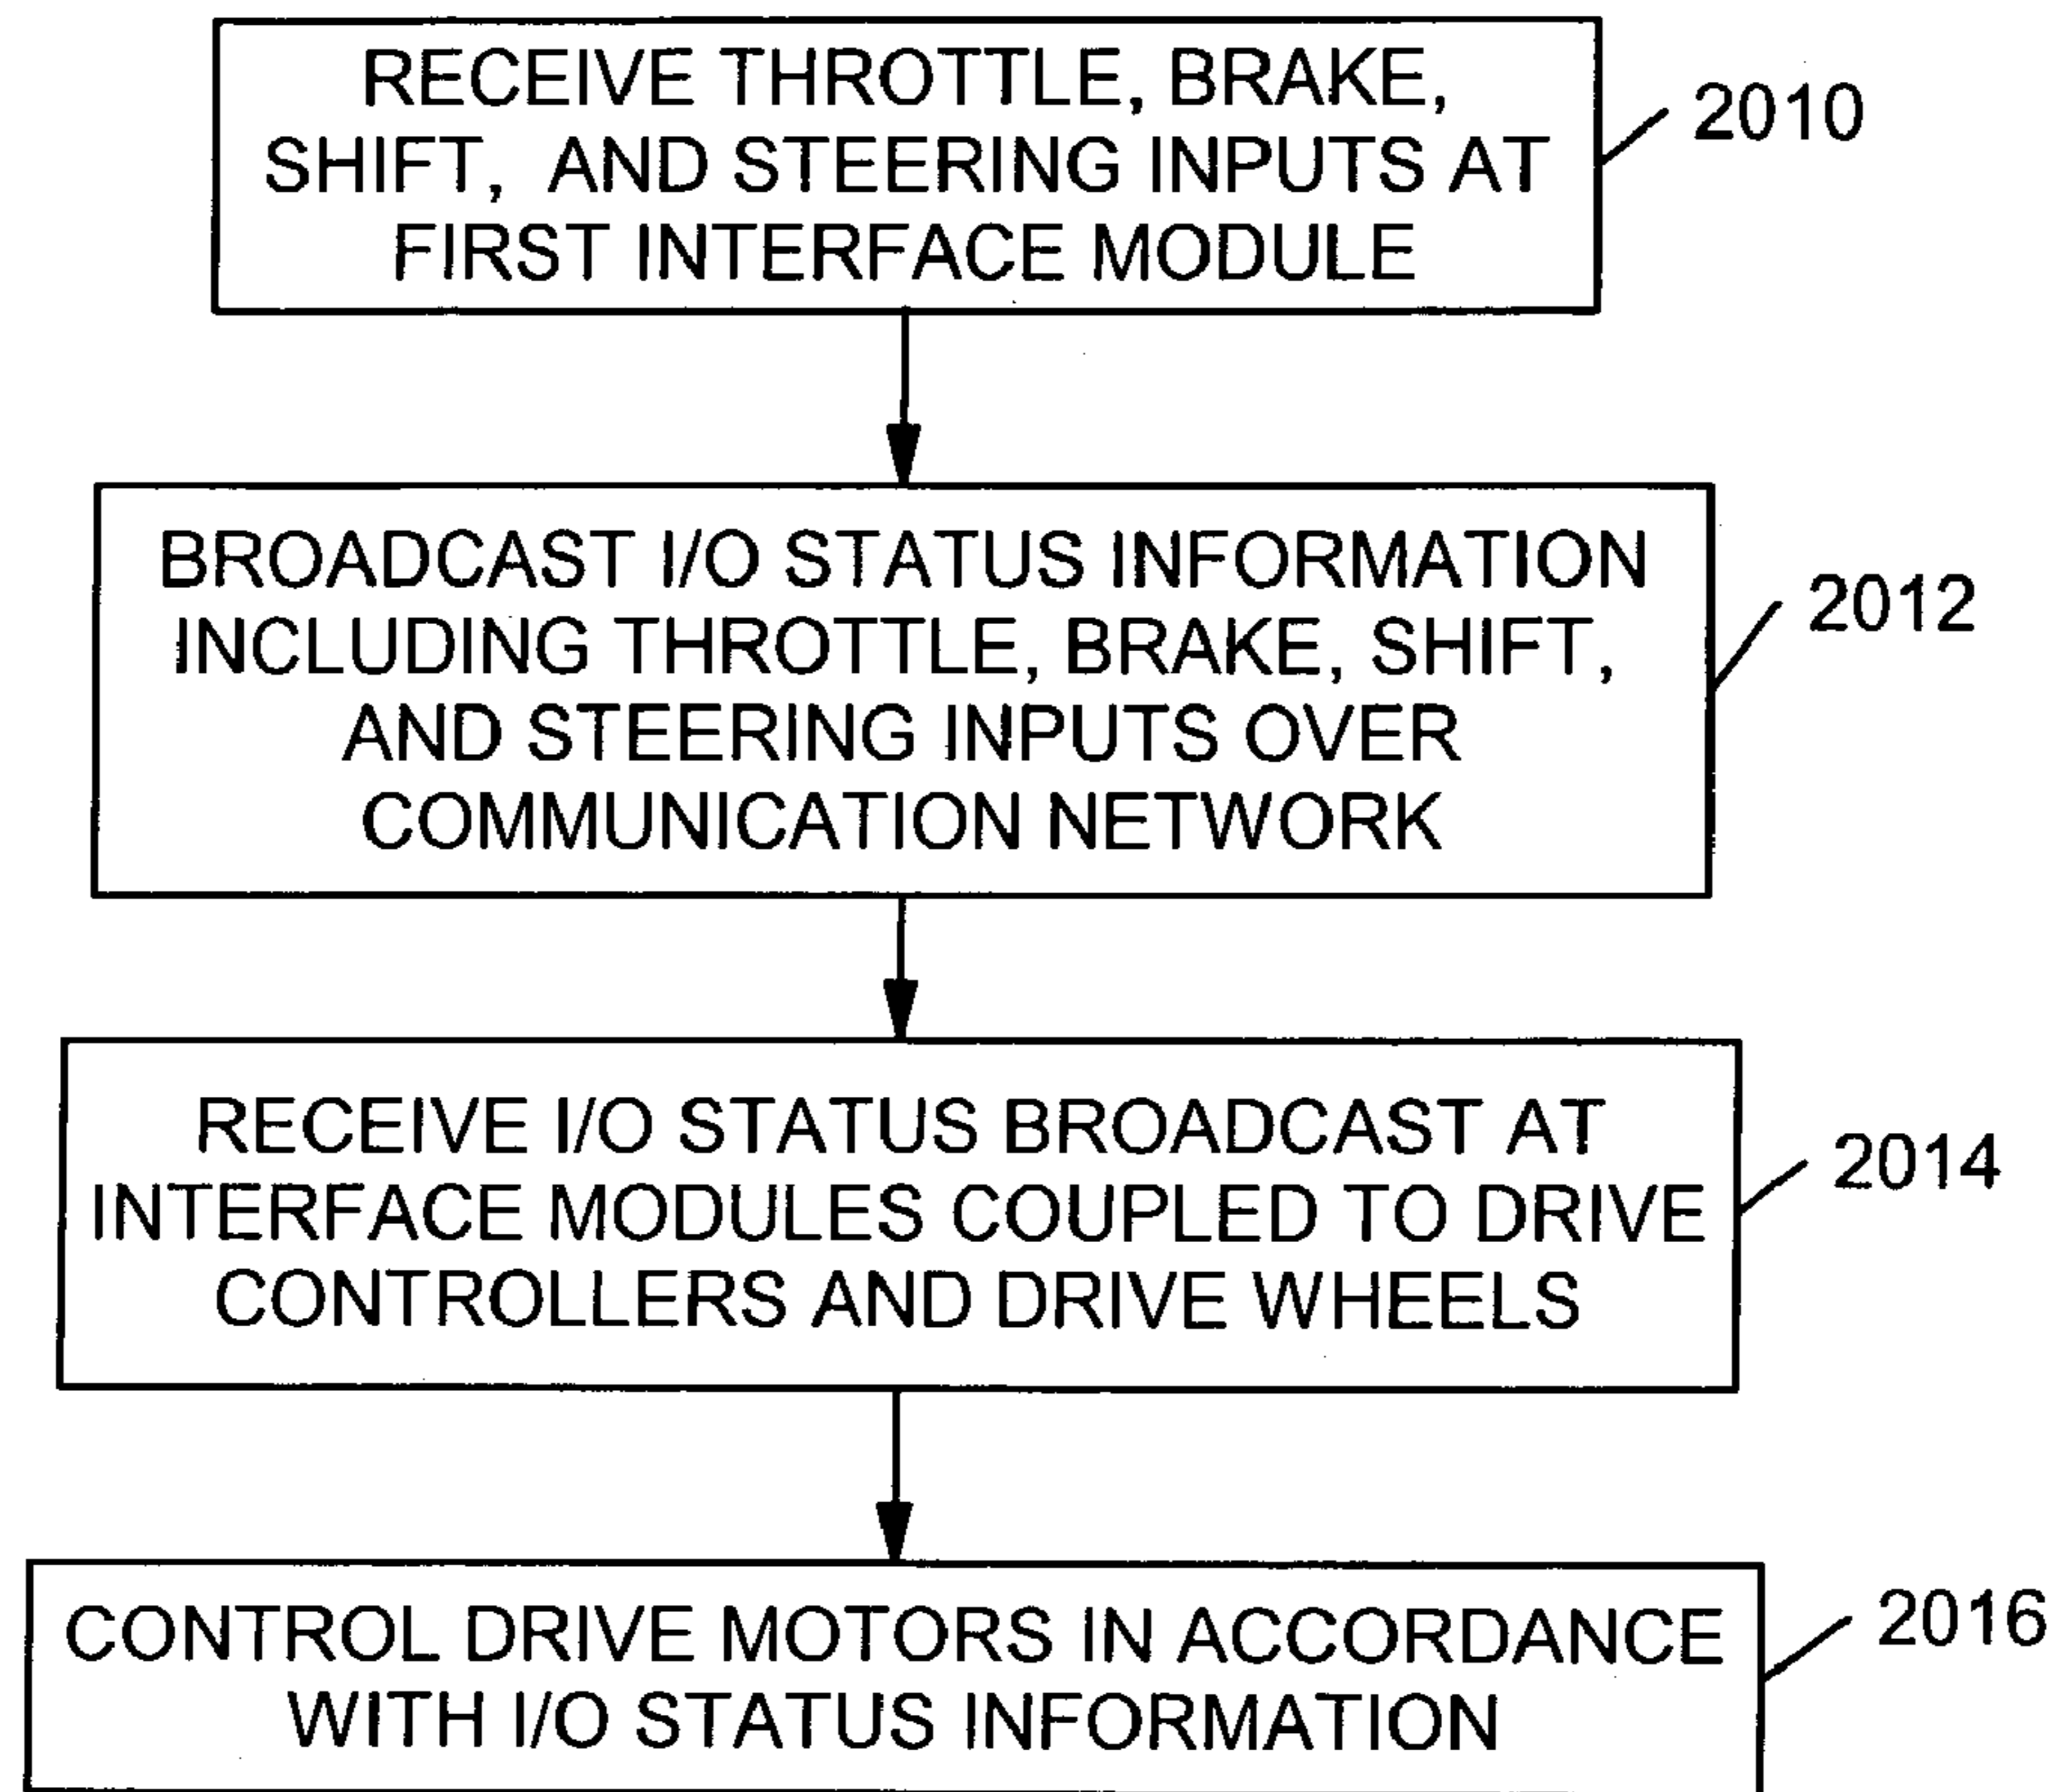 RECEIVE THROTTLE, BRAKE,
SHIFT, AND STEERING INPUTS AT
FIRST INTERFACE MODULE
2010
BROADCAST I/O STATUS INFORMATION
INCLUDING THROTTLE, BRAKE, SHIFT,
AND STEERING INPUTS OVER
COMMUNICATION NETWORK
2012
RECEIVE I/O STATUS BROADCAST AT
INTERFACE MODULES COUPLED TO DRIVE
CONTROLLERS AND DRIVE WHEELS
2014
CONTROL DRIVE MOTORS IN ACCORDANCE
WITH I/O STATUS INFORMATION
2016